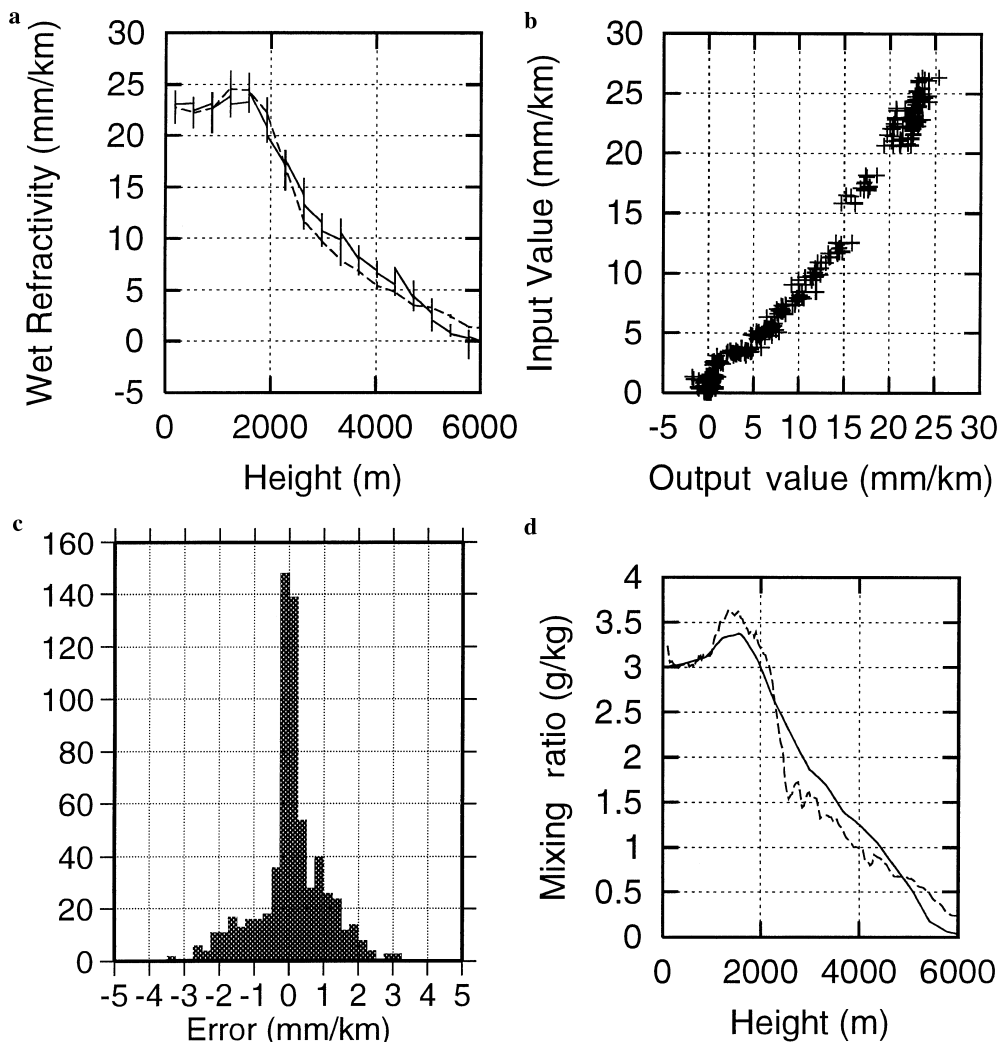 a
30
25
20
15
10
5
0
-5
Wet Refractivity (mm/km)
0 2000 4000 6000
Height (m)
b
30
25
20
15
10
5
0
Input Value (mm/km)
-5 0 5 10 15 20 25 30
Output value (mm/km)
c
160
140
120
100
80
60
40
20
0
-5 -4 -3 -2 -1 0 1 2 3 4 5
Error (mm/km)
d
4
3.5
3
2.5
2
1.5
1
0.5
0
Mixing ratio (g/kg)
0 2000 4000 6000
Height (m)